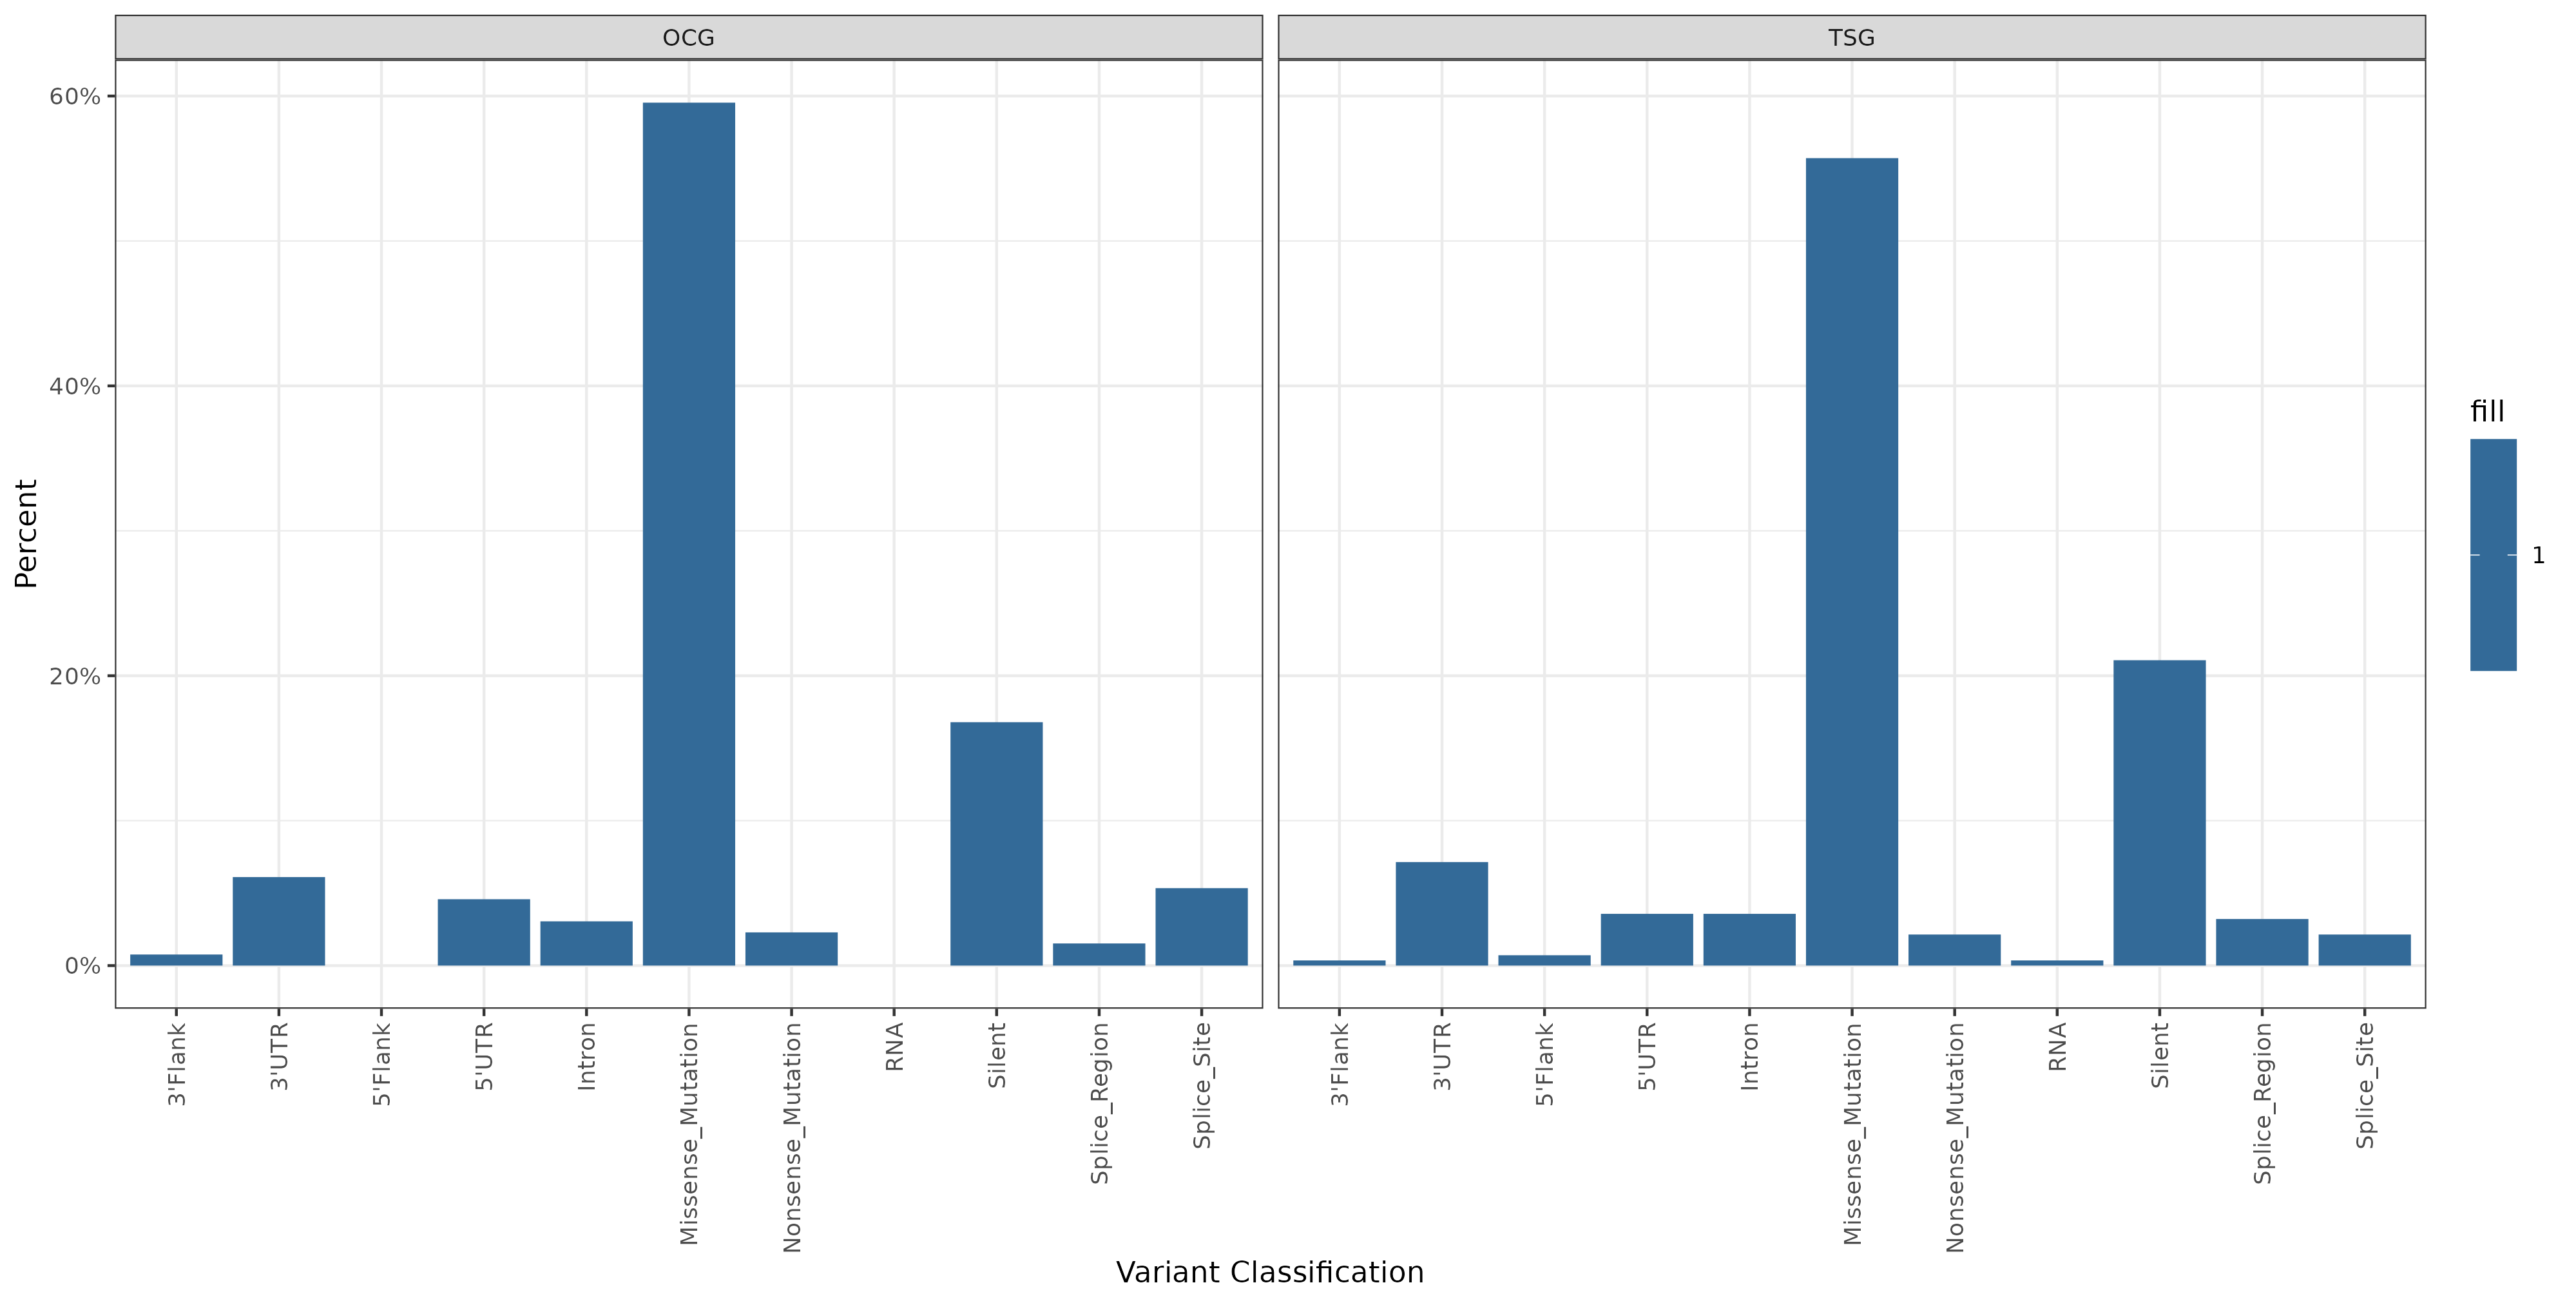 OCG
TSG
60%
40%
20%
0%
Percent
3'Flank
3'UTR
5'Flank
5'UTR
Intron
Missense_Mutation
Nonsense_Mutation
RNA
Silent
Splice_Region
Splice_Site
3'Flank
3'UTR
5'Flank
5'UTR
Intron
Missense_Mutation
Nonsense_Mutation
RNA
Silent
Splice_Region
Splice_Site
Variant Classification
fill
1